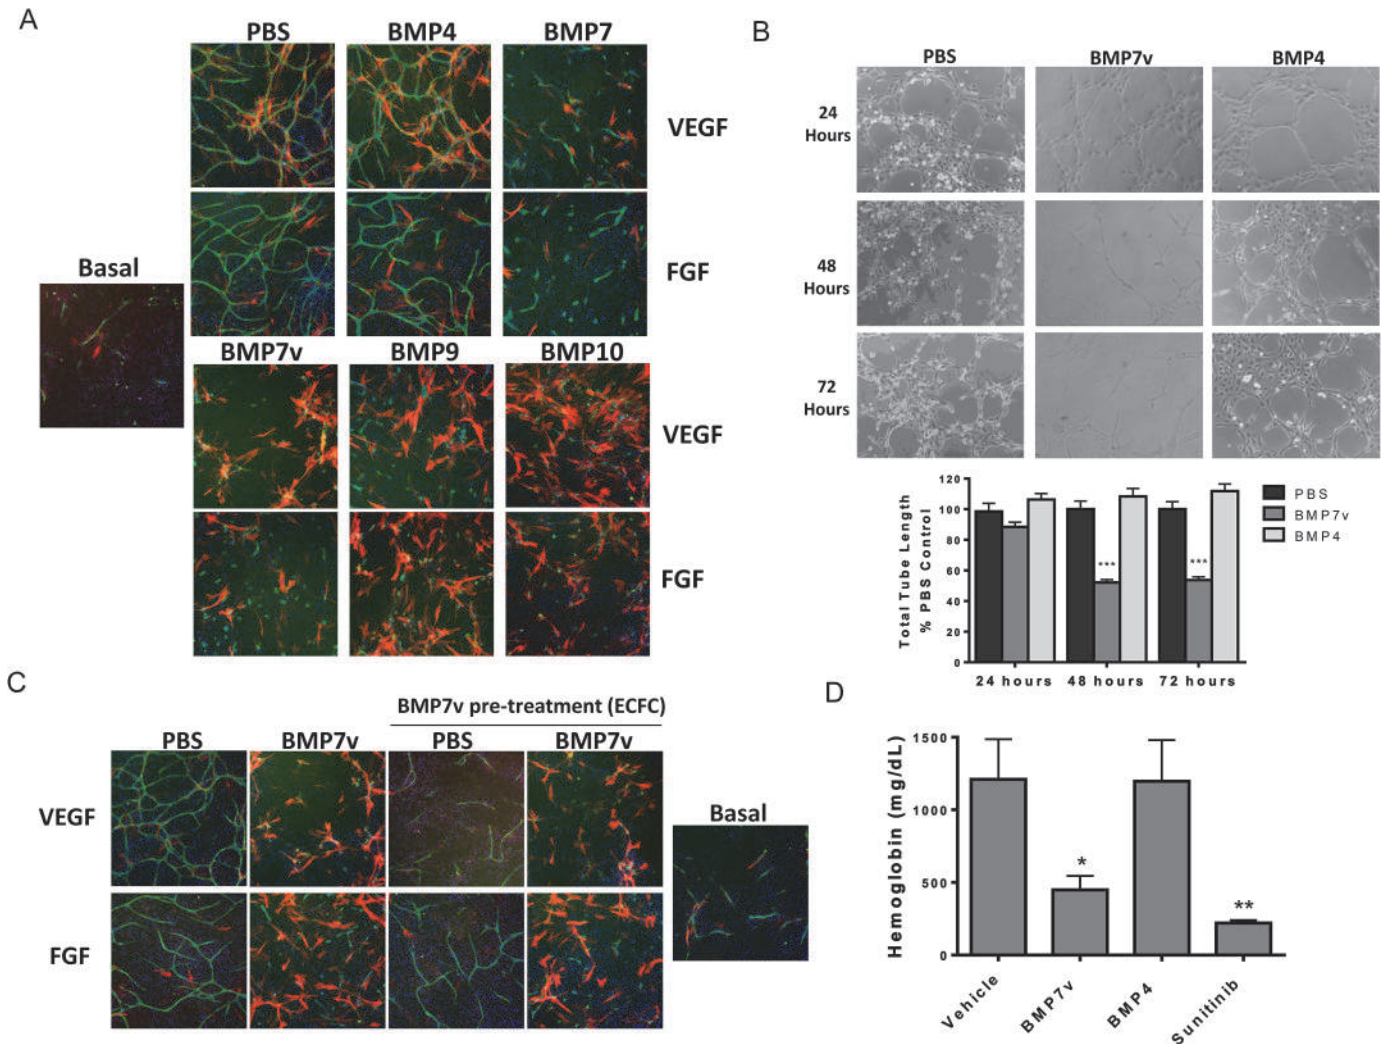 A
PBS BMP4 BMP7
VEGF
FGF
Basal
BMP7v BMP9 BMP10
VEGF
FGF
B
PBS BMP7v BMP4
24
Hours
48
Hours
72
Hours
Total Tube Length
% PBS Control
120
100
80
60
40
20
0
***
***
24 hours 48 hours 72 hours
PBS
BMP7v
BMP4
C
BMP7v pre-treatment (ECFC)
PBS BMP7v PBS BMP7v
VEGF
FGF
Basal
D
Hemoglobin (mg/dL)
1500
1000
500
0
*
**
Vehicle
BMP7v
BMP4
Sunitinib